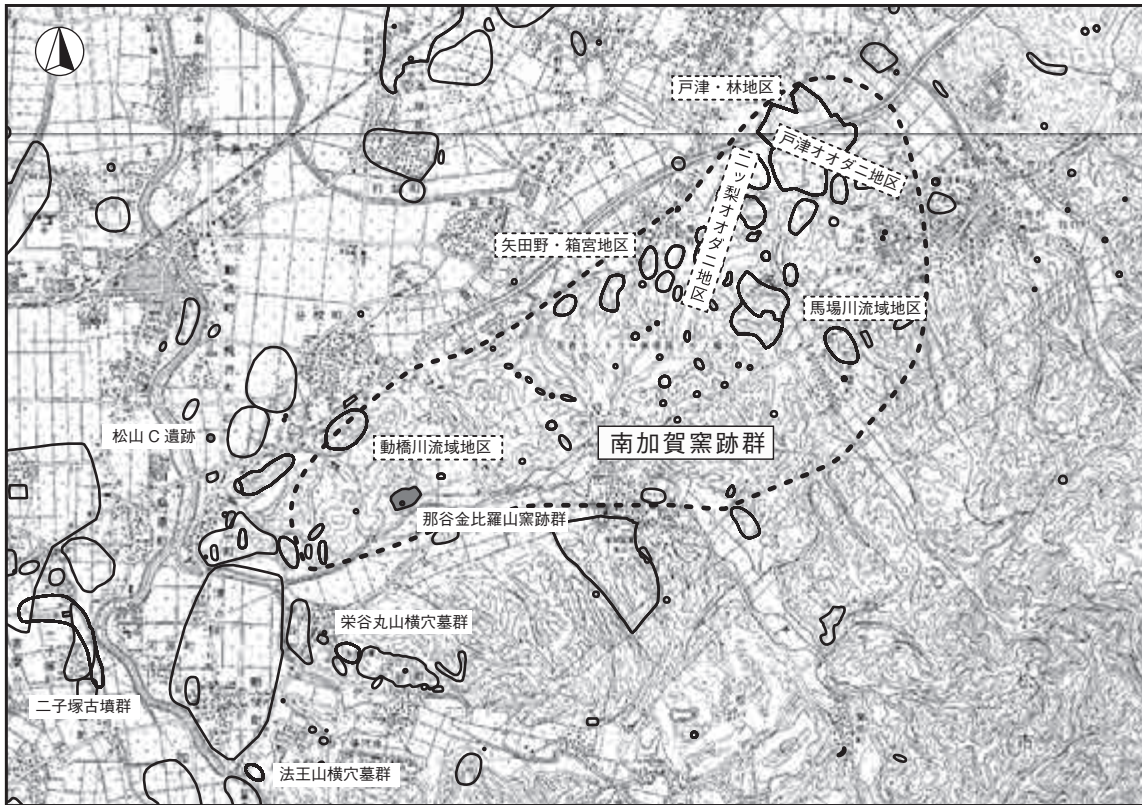 戸津・林地区
戸津オオダニ地区
二ッ梨オオダニ地区
矢田野・箱宮地区
馬場川流域地区
松山 C 遺跡
動橋川流域地区
南加賀窯跡群
那谷金比羅山窯跡群
栄谷丸山横穴墓群
二子塚古墳群
法王山横穴墓群